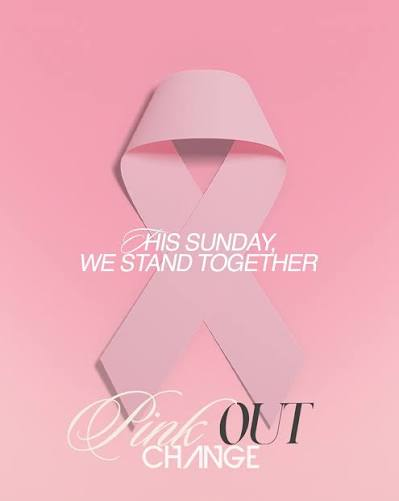 THIS SUNDAY,
WE STAND TOGETHER
Pink OUT
CHANGE